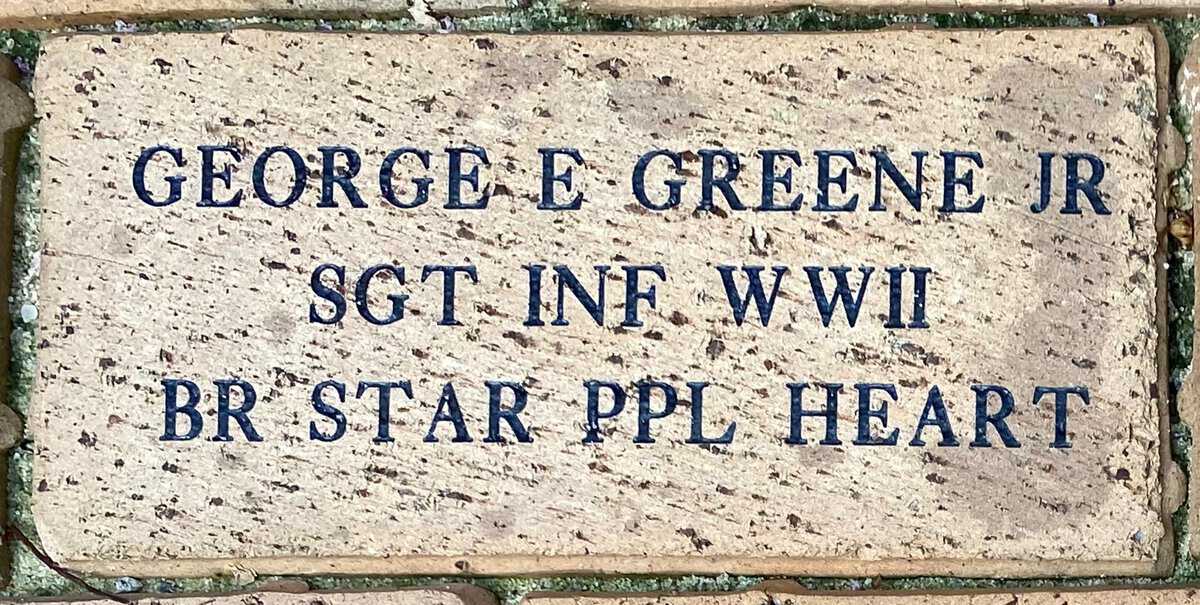 GEORGE E GREENE JR
SGT INF WWII
BR STAR PPL HEART